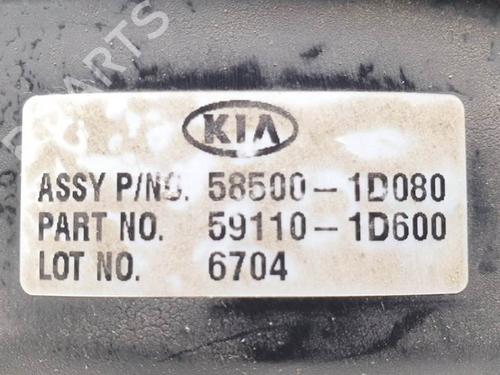 KIA
ASSY P/NO. 58500-1D080
PART NO. 59110-1D600
LOT NO. 6704